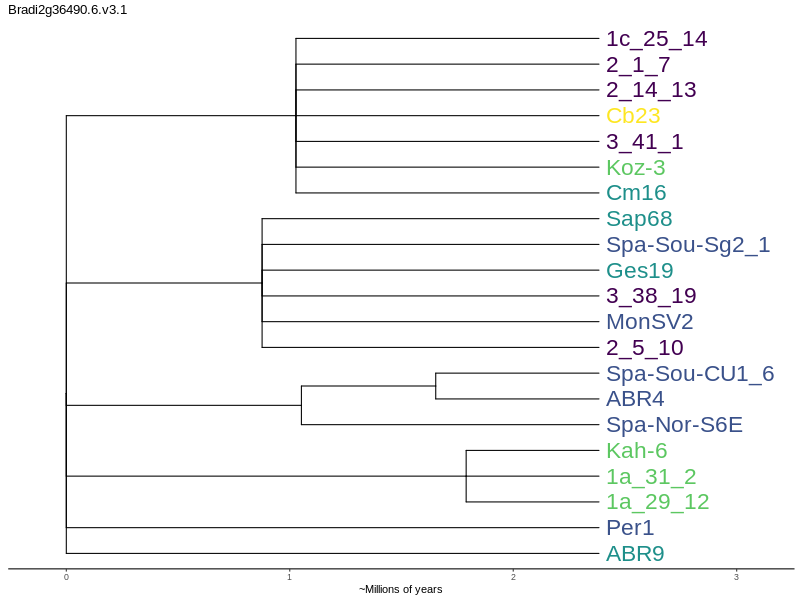 Bradi2g36490.6.v3.1
1c_25_14
2_1_7
2_14_13
Cb23
3_41_1
Koz-3
Cm16
Sap68
Spa-Sou-Sg2_1
Ges19
3_38_19
MonSV2
2_5_10
Spa-Sou-CU1_6
ABR4
Spa-Nor-S6E
Kah-6
1a_31_2
1a_29_12
Per1
ABR9
0 1 2 3
~Millions of years